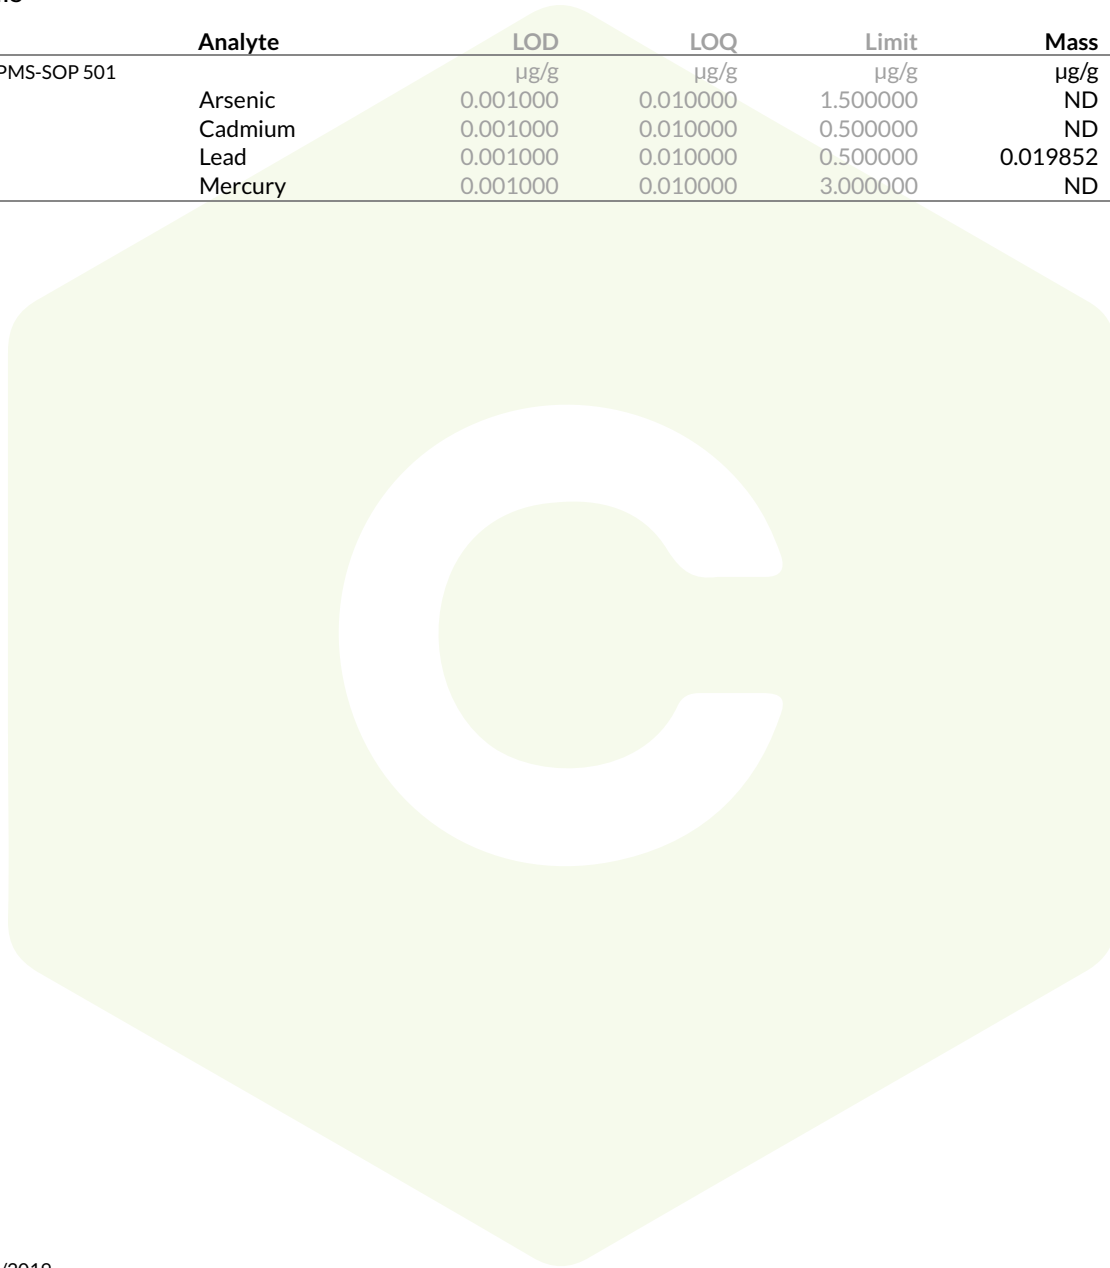 Analyte LOD LOQ Limit Mass
PMS-SOP 501 µg/g µg/g µg/g µg/g
Arsenic 0.001000 0.010000 1.500000 ND
Cadmium 0.001000 0.010000 0.500000 ND
Lead 0.001000 0.010000 0.500000 0.019852
Mercury 0.001000 0.010000 3.000000 ND
C